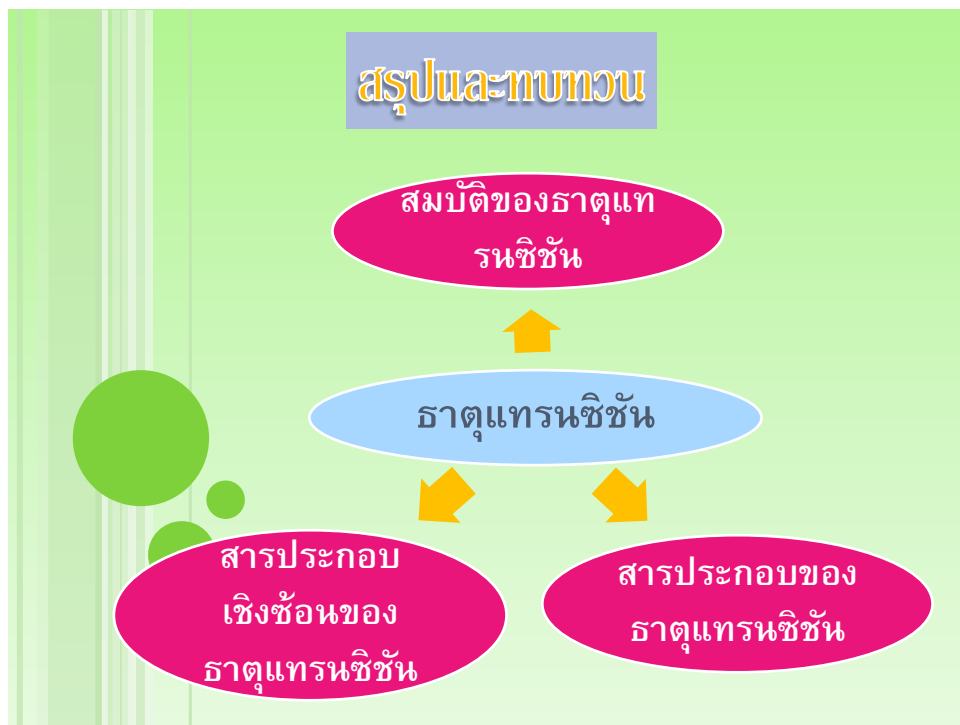 สรุปและทบทวน
สมบัติของธาตุแท
รนซิชัน
ธาตุแทรนซิชัน
สารประกอบ
เชิงซ้อนของ
ธาตุแทรนซิชัน
สารประกอบของ
ธาตุแทรนซิชัน